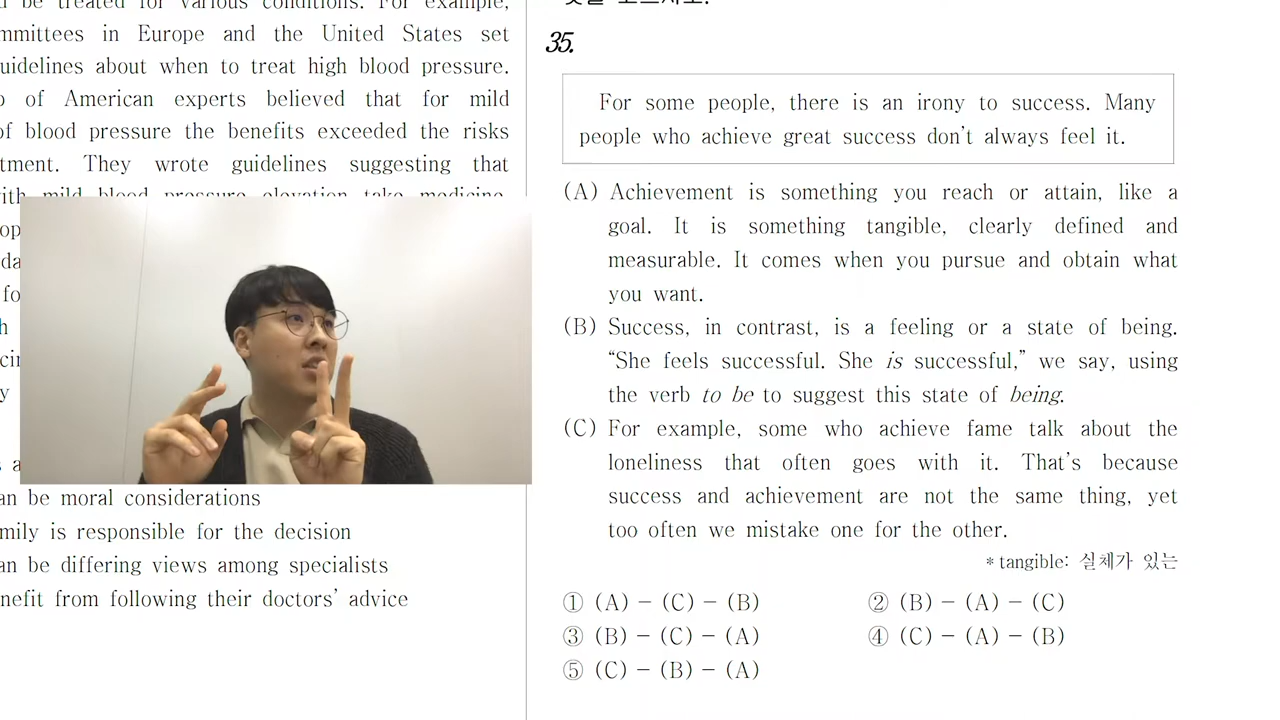 be treated for various conditions. For example,
mmittees in Europe and the United States set
uidelines about when to treat high blood pressure.
of American experts believed that for mild
of blood pressure the benefits exceeded the risks
tment. They wrote guidelines suggesting that
with mild blood pressure elevation take medicine.
an be moral considerations
mily is responsible for the decision
an be differing views among specialists
nefit from following their doctors' advice
35.
For some people, there is an irony to success. Many
people who achieve great success don't always feel it.
(A) Achievement is something you reach or attain, like a
goal. It is something tangible, clearly defined and
measurable. It comes when you pursue and obtain what
you want.
(B) Success, in contrast, is a feeling or a state of being.
“She feels successful. She is successful,” we say, using
the verb to be to suggest this state of being.
(C) For example, some who achieve fame talk about the
loneliness that often goes with it. That's because
success and achievement are not the same thing, yet
too often we mistake one for the other.
* tangible: 실체가 있는
① (A) − (C) − (B) ② (B) − (A) − (C)
③ (B) − (C) − (A) ④ (C) − (A) − (B)
⑤ (C) − (B) − (A)